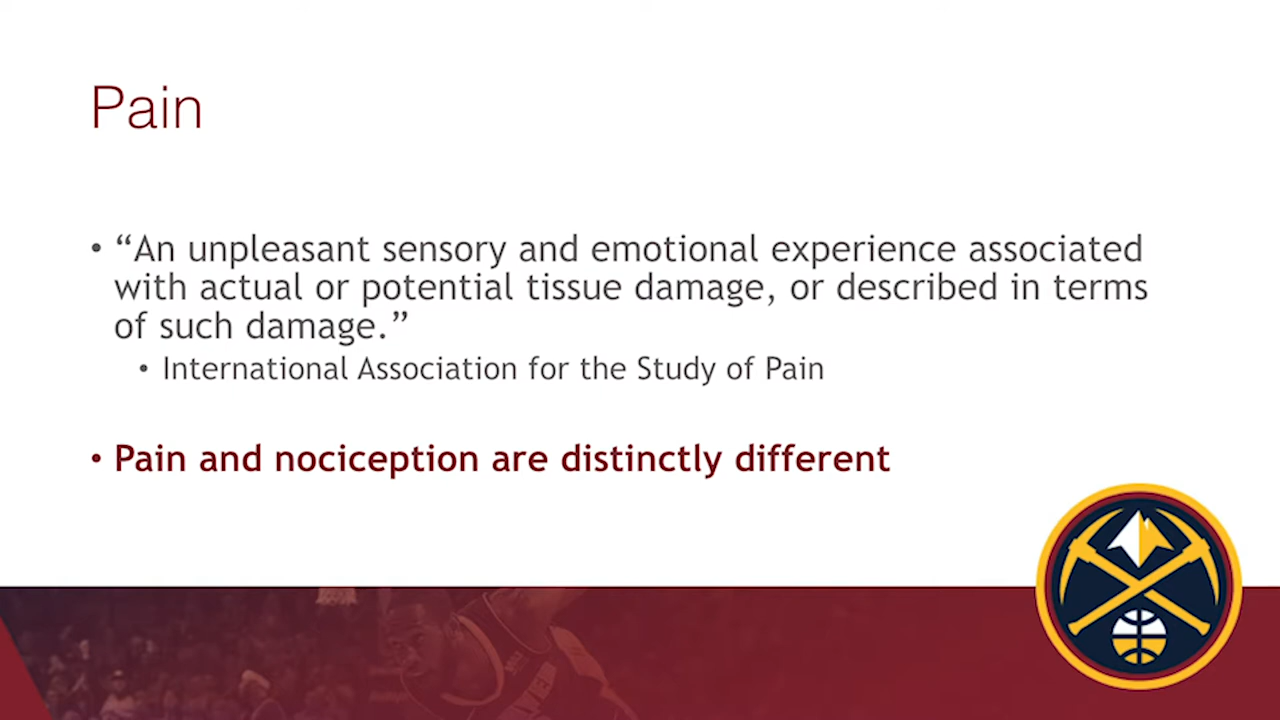 Pain
• “An unpleasant sensory and emotional experience associated
with actual or potential tissue damage, or described in terms
of such damage.”
• International Association for the Study of Pain
• Pain and nociception are distinctly different